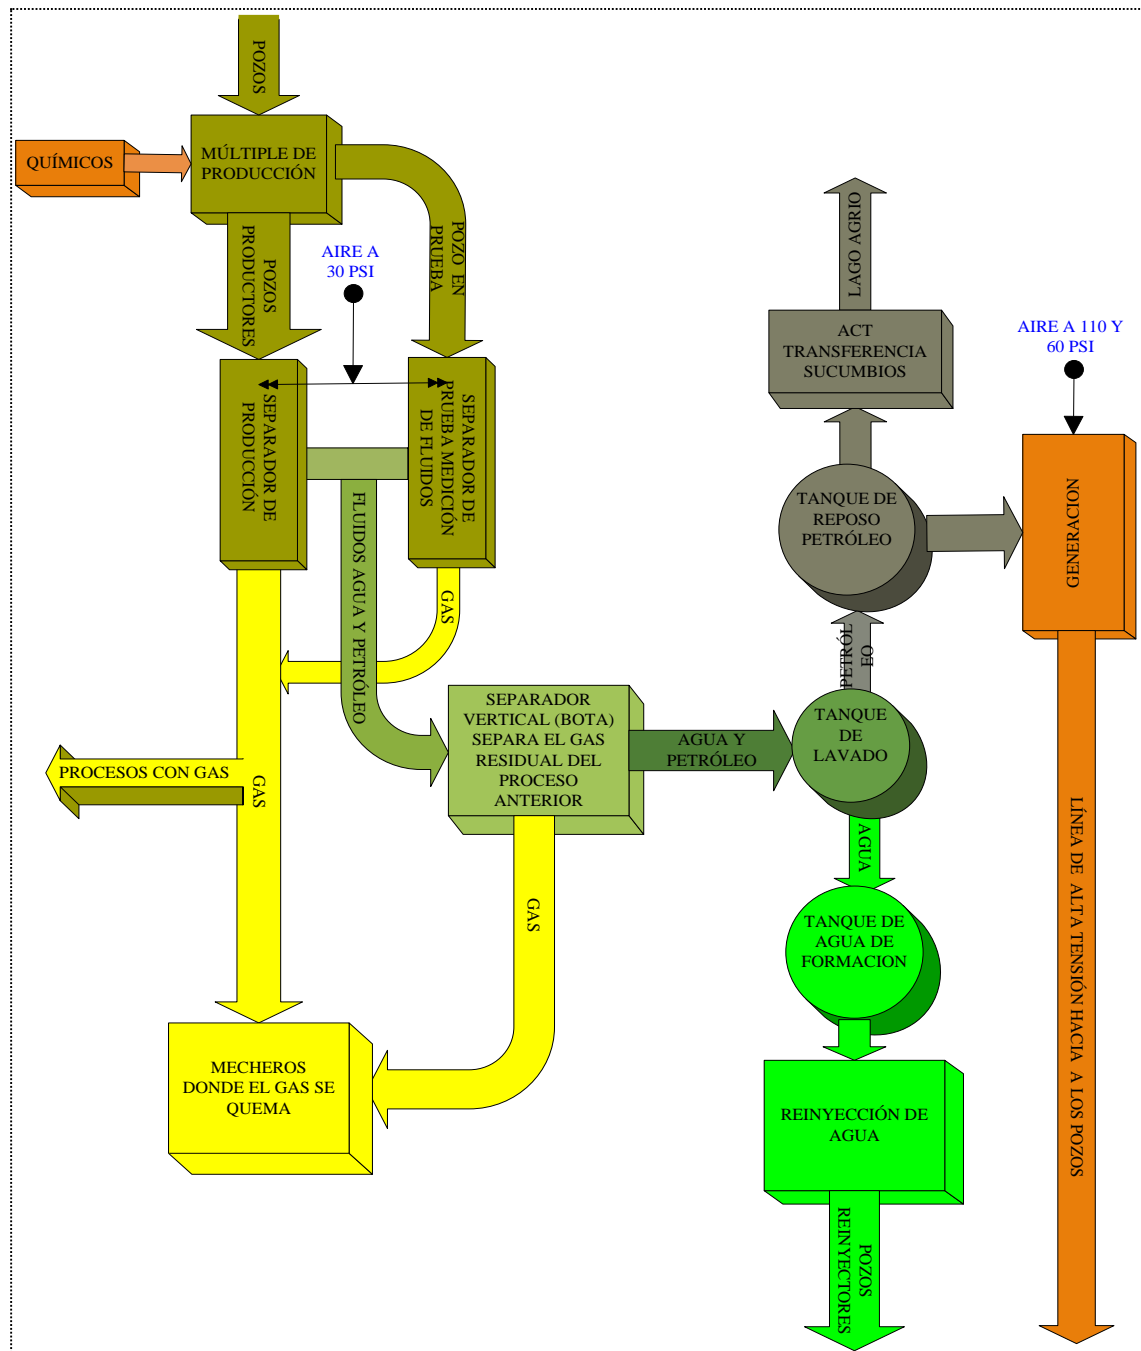 POZOS
QUÍMICOS
MÚLTIPLE DE
PRODUCCIÓN
POZOS
PRODUCTORES
POZO EN
PRUEBA
AIRE A
30 PSI
SEPARADOR DE
PRODUCCIÓN
SEPARADOR DE
PRUEBA MEDICIÓN
DE FLUIDOS
FLUIDOS AGUA Y PETRÓLEO
GAS
GAS
PROCESOS CON GAS
SEPARADOR
VERTICAL (BOTA)
SEPARA EL GAS
RESIDUAL DEL
PROCESO
ANTERIOR
GAS
MECHEROS
DONDE EL GAS SE
QUEMA
AGUA Y
PETRÓLEO
TANQUE
DE
LAVADO
PETRÓL
EO
TANQUE DE
REPOSO
PETRÓLEO
ACT
TRANSFERENCIA
SUCUMBIOS
LAGO AGRIO
AIRE A 110 Y
60 PSI
GENERACION
LÍNEA DE ALTA TENSIÓN HACIA A LOS POZOS
AGUA
TANQUE DE
AGUA DE
FORMACION
REINYECCIÓN DE
AGUA
POZOS
REINYECTORES